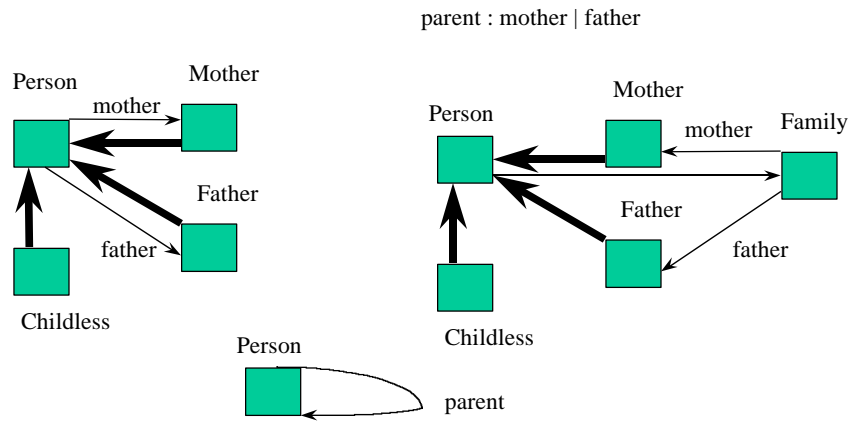 parent : mother | father
Person
Mother
mother
Father
father
Childless
Person
Mother
mother
Family
Father
father
Childless
Person
parent